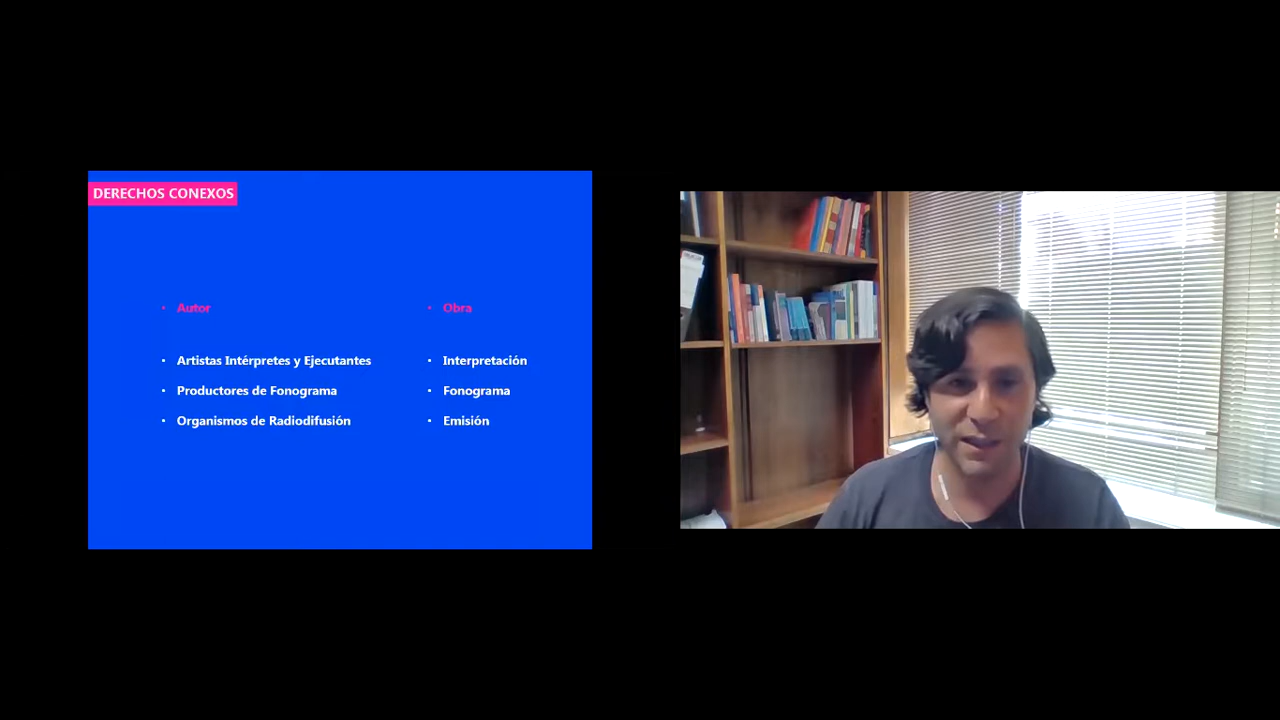 DERECHOS CONEXOS
• Autor
• Obra
• Artistas Intérpretes y Ejecutantes
• Interpretación
• Productores de Fonograma
• Fonograma
• Organismos de Radiodifusión
• Emisión